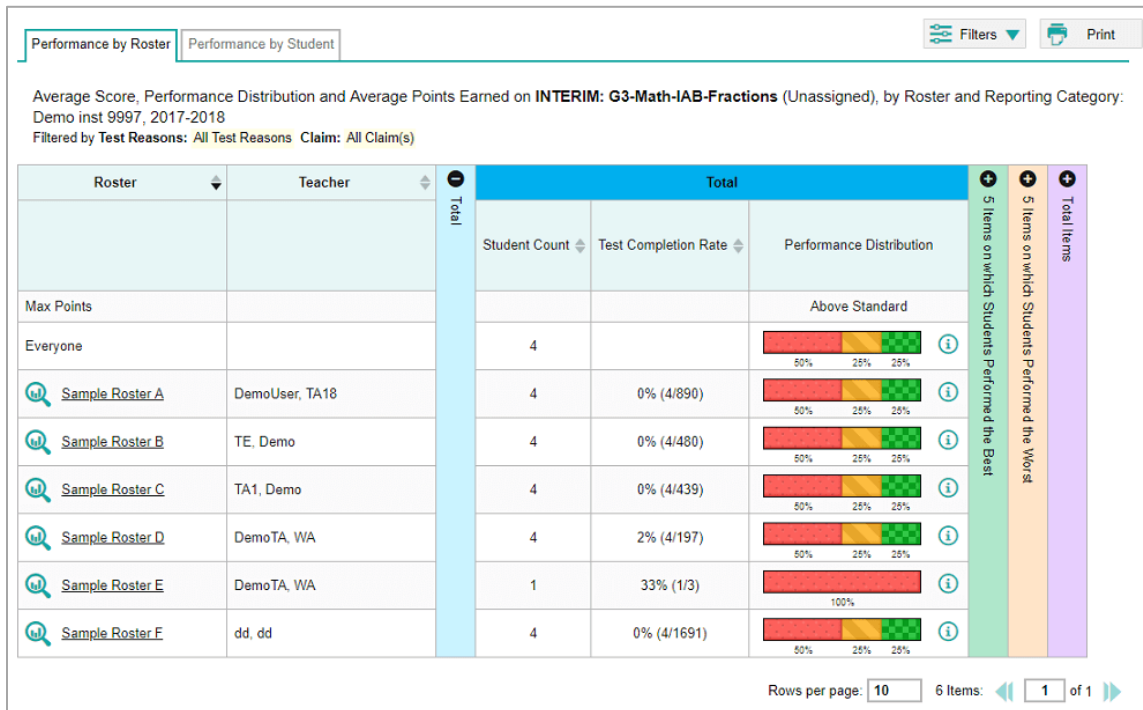 Performance by Roster Performance by Student Filters Print
Average Score, Performance Distribution and Average Points Earned on INTERIM: G3-Math-IAB-Fractions (Unassigned), by Roster and Reporting Category:
Demo inst 9997, 2017-2018
Filtered by Test Reasons: All Test Reasons Claim: All Claim(s)
Roster Teacher Total
Total
Student Count Test Completion Rate Performance Distribution
5 Items on which Students Performed the Best
5 Items on which Students Performed the Worst
Total Items
Max Points Above Standard
Everyone 4
50% 25% 25%
Sample Roster A DemoUser, TA18 4 0% (4/890)
50% 25% 25%
Sample Roster B TE, Demo 4 0% (4/480)
50% 25% 25%
Sample Roster C TA1, Demo 4 0% (4/439)
50% 25% 25%
Sample Roster D DemoTA, WA 4 2% (4/197)
50% 25% 25%
Sample Roster E DemoTA, WA 1 33% (1/3)
100%
Sample Roster F dd, dd 4 0% (4/1691)
50% 25% 25%
Rows per page: 10 6 Items: 1 of 1